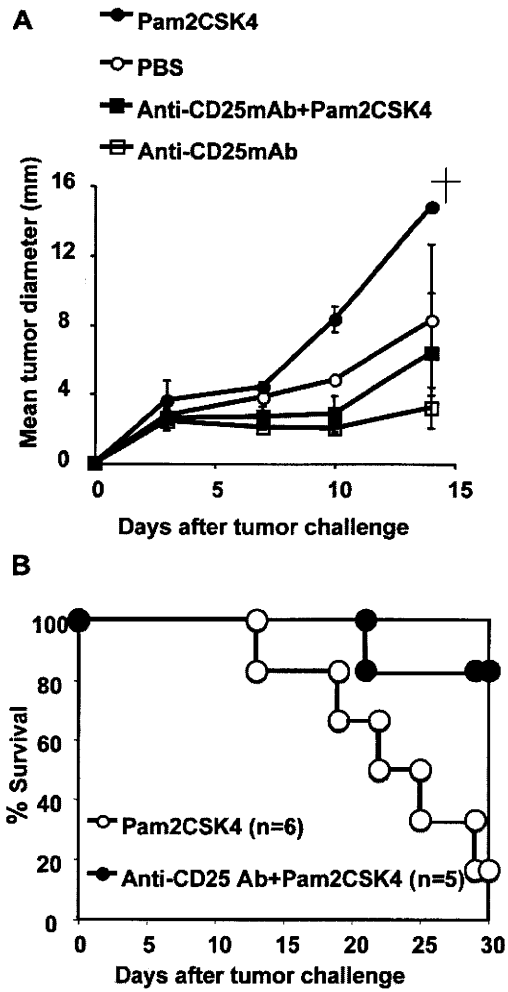 A
Pam2CSK4
PBS
Anti-CD25mAb+Pam2CSK4
Anti-CD25mAb
Mean tumor diameter (mm)
16
12
8
4
0
0 5 10 15
Days after tumor challenge
B
% Survival
100
80
60
40
20
0
Pam2CSK4 (n=6)
Anti-CD25 Ab+Pam2CSK4 (n=5)
0 5 10 15 20 25 30
Days after tumor challenge